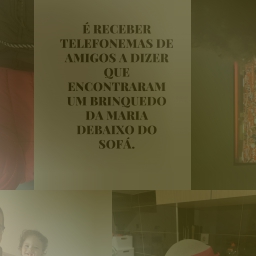 É RECEBER
TELEFONEMAS DE
AMIGOS A DIZER
QUE
ENCONTRARAM
UM BRINQUEDO
DA MARIA
DEBAIXO DO
SOFÁ.